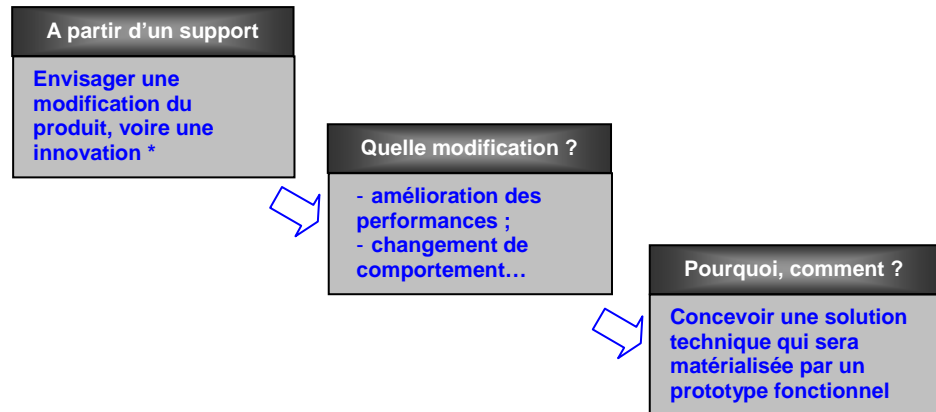 A partir d’un support
Envisager une
modification du
produit, voire une
innovation *
Quelle modification ?
- amélioration des
performances ;
- changement de
comportement…
Pourquoi, comment ?
Concevoir une solution
technique qui sera
matérialisée par un
prototype fonctionnel